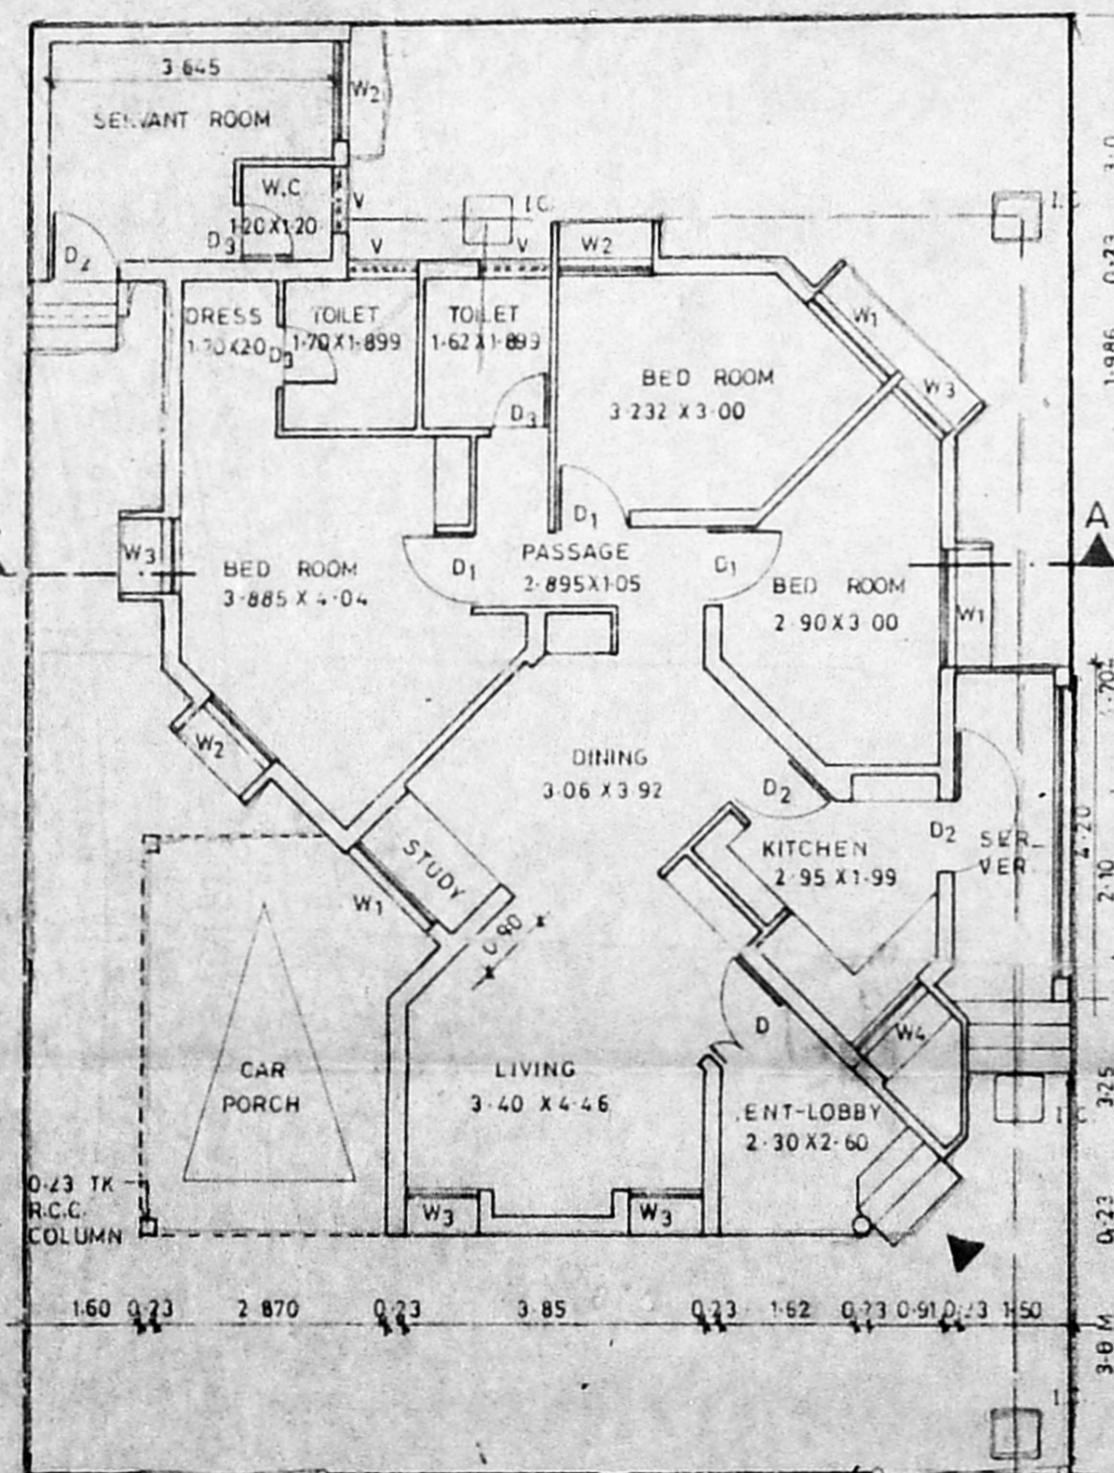 3·645
W2
SERVANT ROOM
W.C
1·20X1·20
V
D3
I.C.
I.C
V
V
W2
DRESS
TOILET
1·70X1·899
D3
TOILET
1·62X1·899
D3
W1
W3
BED ROOM
3·232 X 3·00
D1
W3
BED ROOM
3·885 X 4·04
D1
PASSAGE
2·895X1·05
D1
BED ROOM
2·90X3·00
W1
A
W2
DINING
3·06 X3·92
D2
STUDY
W1
KITCHEN
2·95 X1·99
D2
SER-
VER
D
W4
CAR
PORCH
LIVING
3·40 X4·46
ENT-LOBBY
2·30X2·60
I.C.
0·23 TK
R.C.C.
COLUMN
W3
W3
1·60 0·23 2·870 0·23 3·85 0·23 1·62 0·23 0·91 0·23 1·50
3·0
0·23
1·986
4·20
2·10
3·25
0·23
3·0 M